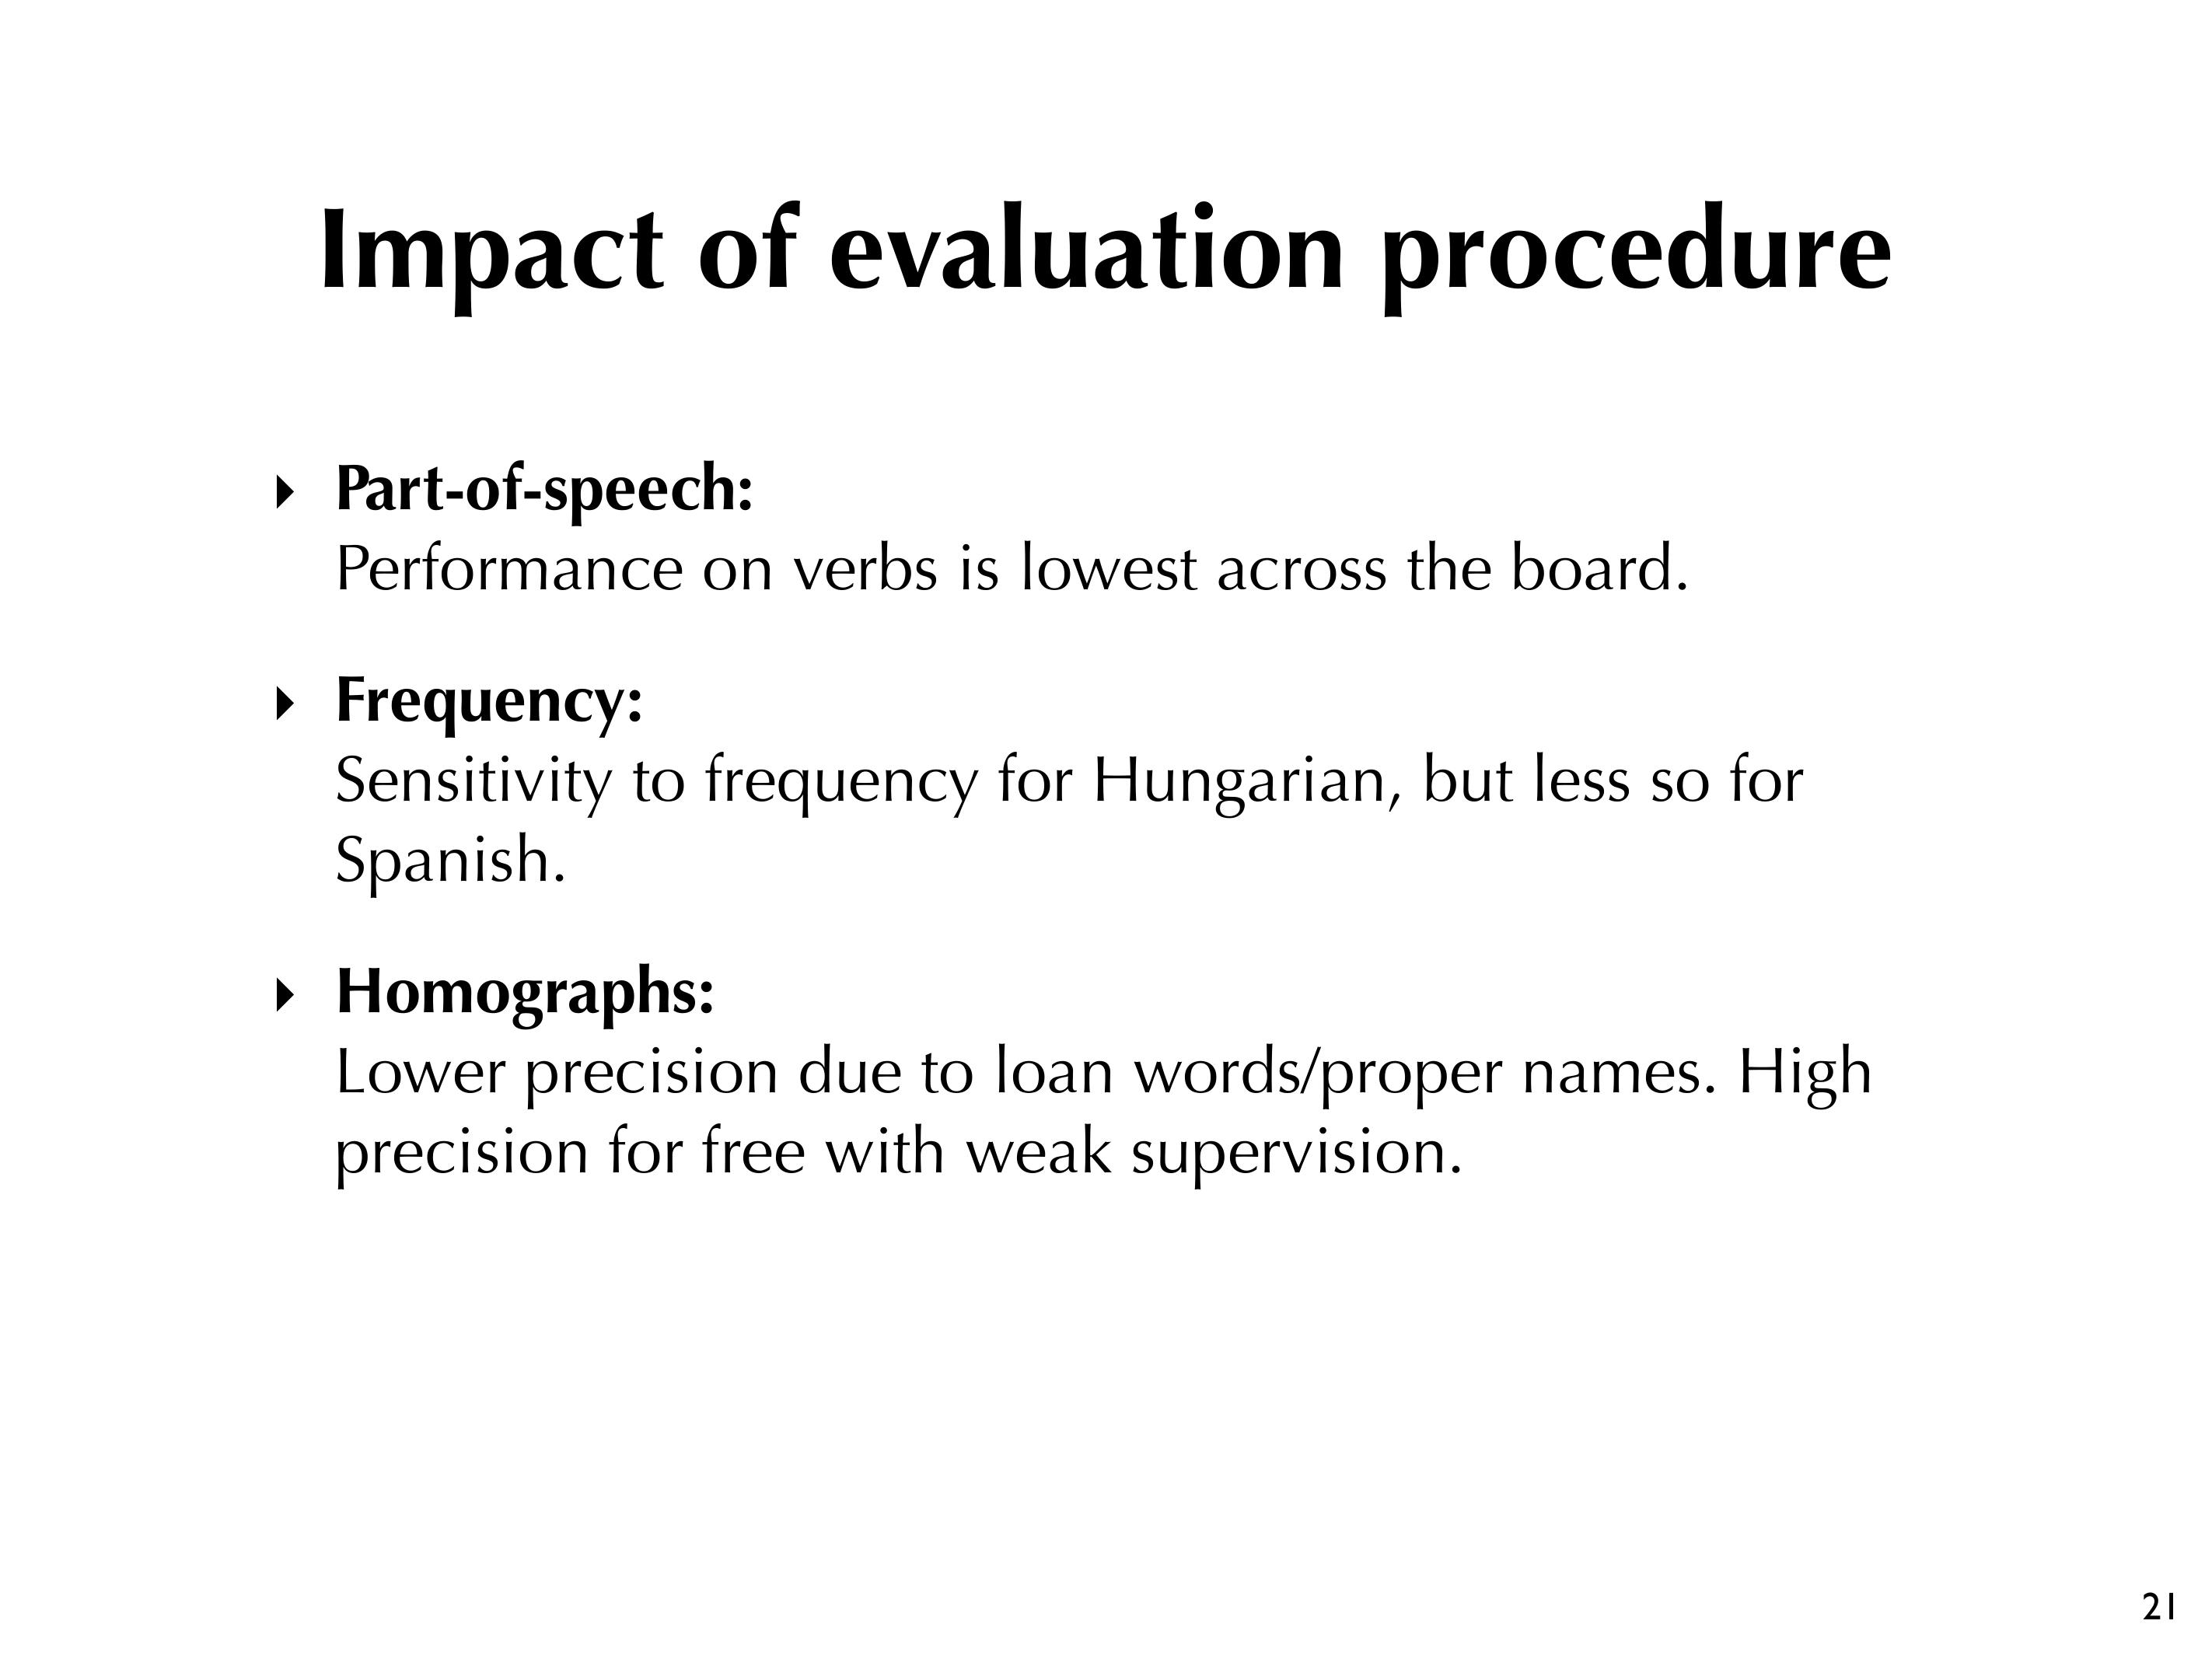 Impact of evaluation procedure
Part-of-speech:
Performance on verbs is lowest across the board.
Frequency:
Sensitivity to frequency for Hungarian, but less so for
Spanish.
Homographs:
Lower precision due to loan words/proper names. High
precision for free with weak supervision.
21